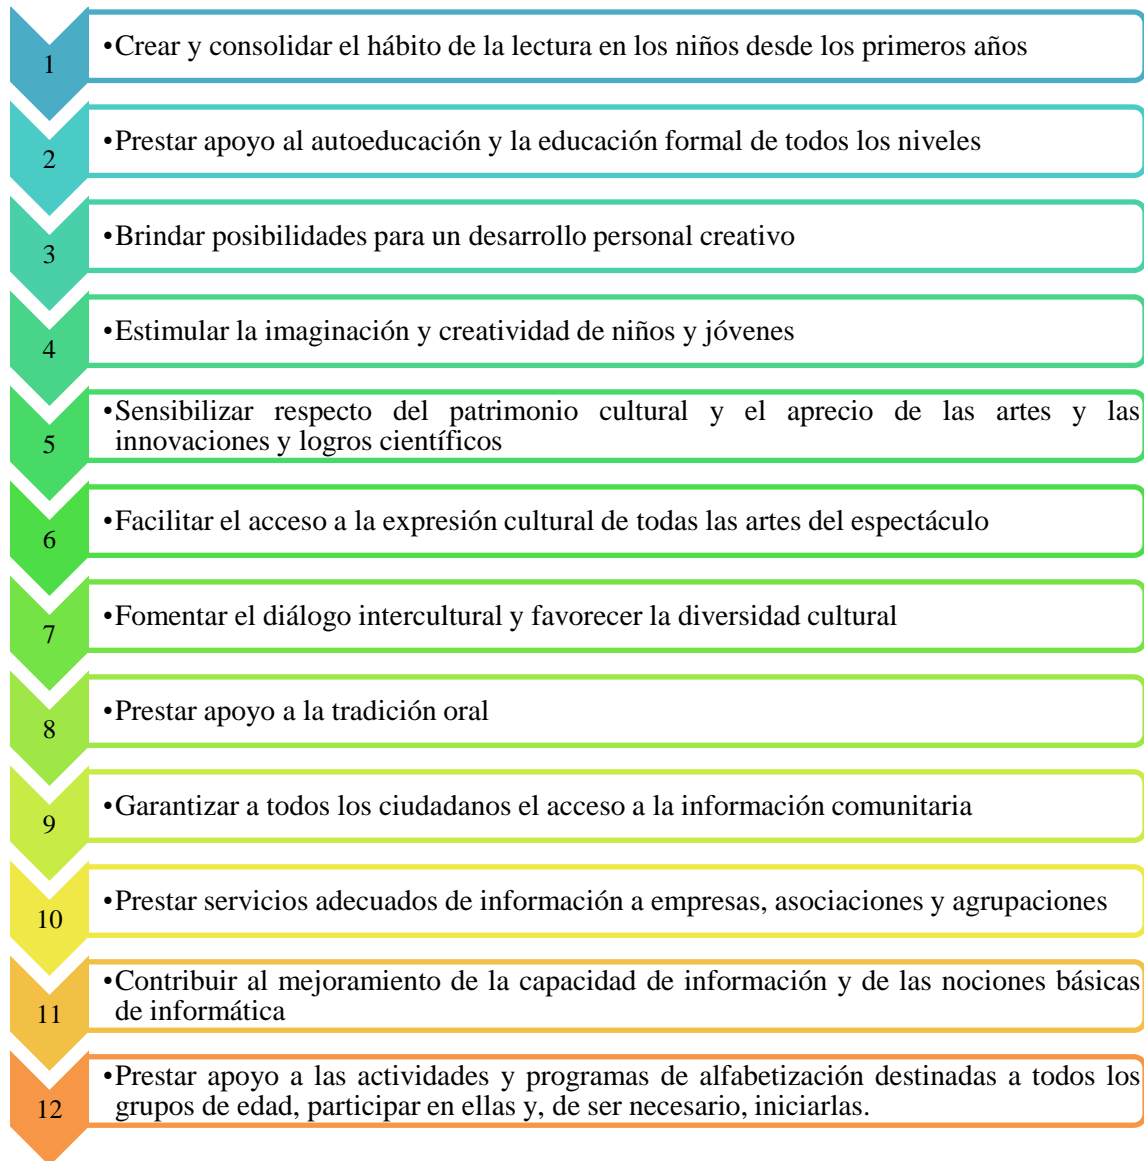 1
•Crear y consolidar el hábito de la lectura en los niños desde los primeros años
2
•Prestar apoyo al autoeducación y la educación formal de todos los niveles
3
•Brindar posibilidades para un desarrollo personal creativo
4
•Estimular la imaginación y creatividad de niños y jóvenes
5
•Sensibilizar respecto del patrimonio cultural y el aprecio de las artes y las
innovaciones y logros científicos
6
•Facilitar el acceso a la expresión cultural de todas las artes del espectáculo
7
•Fomentar el diálogo intercultural y favorecer la diversidad cultural
8
•Prestar apoyo a la tradición oral
9
•Garantizar a todos los ciudadanos el acceso a la información comunitaria
10
•Prestar servicios adecuados de información a empresas, asociaciones y agrupaciones
11
•Contribuir al mejoramiento de la capacidad de información y de las nociones básicas
de informática
12
•Prestar apoyo a las actividades y programas de alfabetización destinadas a todos los
grupos de edad, participar en ellas y, de ser necesario, iniciarlas.